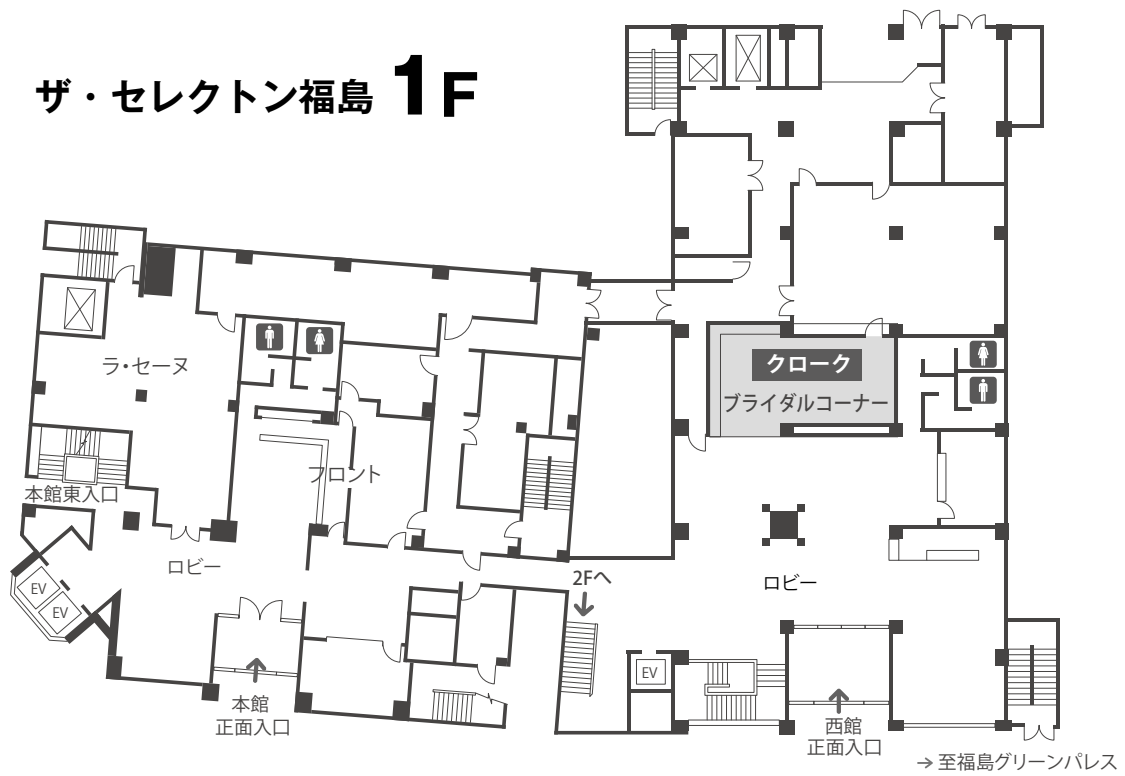 ザ・セレクトン福島 1F
クローク
ブライダルコーナー
ラ・セーヌ
フロント
本館東入口
ロビー
EV
EV
2Fへ
ロビー
EV
本館
正面入口
西館
正面入口
→至福島グリーンパレス